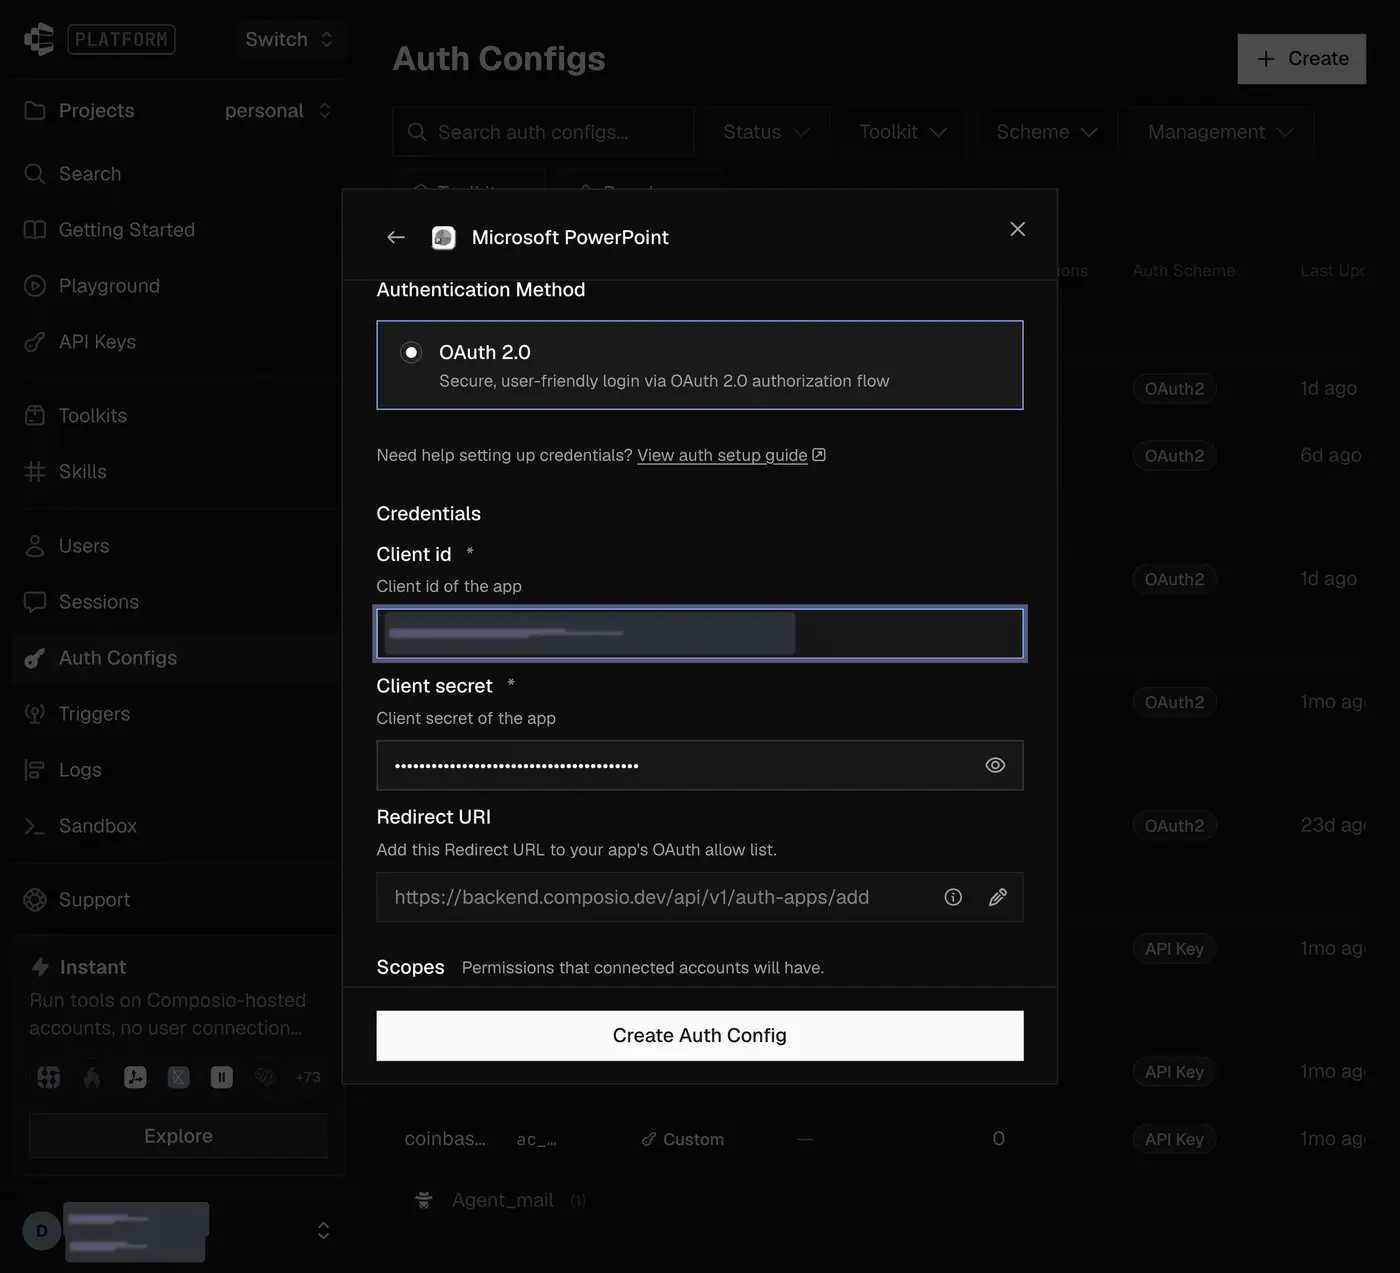 PLATFORM
Switch
Projects
personal
Search
Getting Started
Playground
API Keys
Toolkits
Skills
Users
Sessions
Auth Configs
Triggers
Logs
Sandbox
Support
Instant
Run tools on Composio-hosted
accounts, no user connection...
+73
Explore
D
Auth Configs
+ Create
Search auth configs...
Status
Toolkit
Scheme
Management
Auth Scheme
OAuth2
1d ago
OAuth2
6d ago
OAuth2
1d ago
OAuth2
1mo
OAuth2
23d
API Key
1mo
API Key
1mo
coinbas...
ac_...
Custom
—
0
API Key
1mo
Agent_mail (1)
Microsoft PowerPoint
Authentication Method
OAuth 2.0
Secure, user-friendly login via OAuth 2.0 authorization flow
Need help setting up credentials? View auth setup guide
Credentials
Client id *
Client id of the app
Client secret *
Client secret of the app
Redirect URI
Add this Redirect URL to your app's OAuth allow list.
https://backend.composio.dev/api/v1/auth-apps/add
Scopes Permissions that connected accounts will have.
Create Auth Config